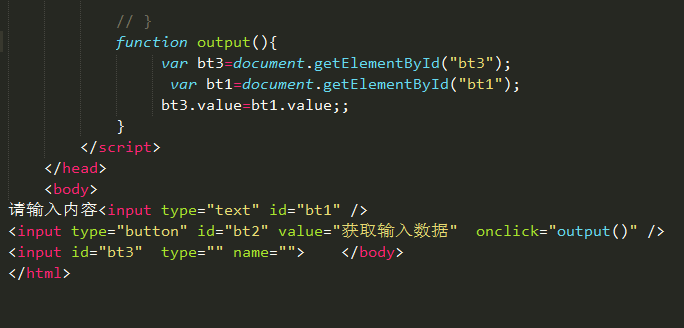 // }
function output(){
var bt3=document.getElementById("bt3");
var bt1=document.getElementById("bt1");
bt3.value=bt1.value;;
}
</script>
</head>
<body>
请输入内容<input type="text" id="bt1" />
<input type="button" id="bt2" value="获取输入数据"  onclick="output()" />
<input id="bt3"  type="" name="">    </body>
</html>